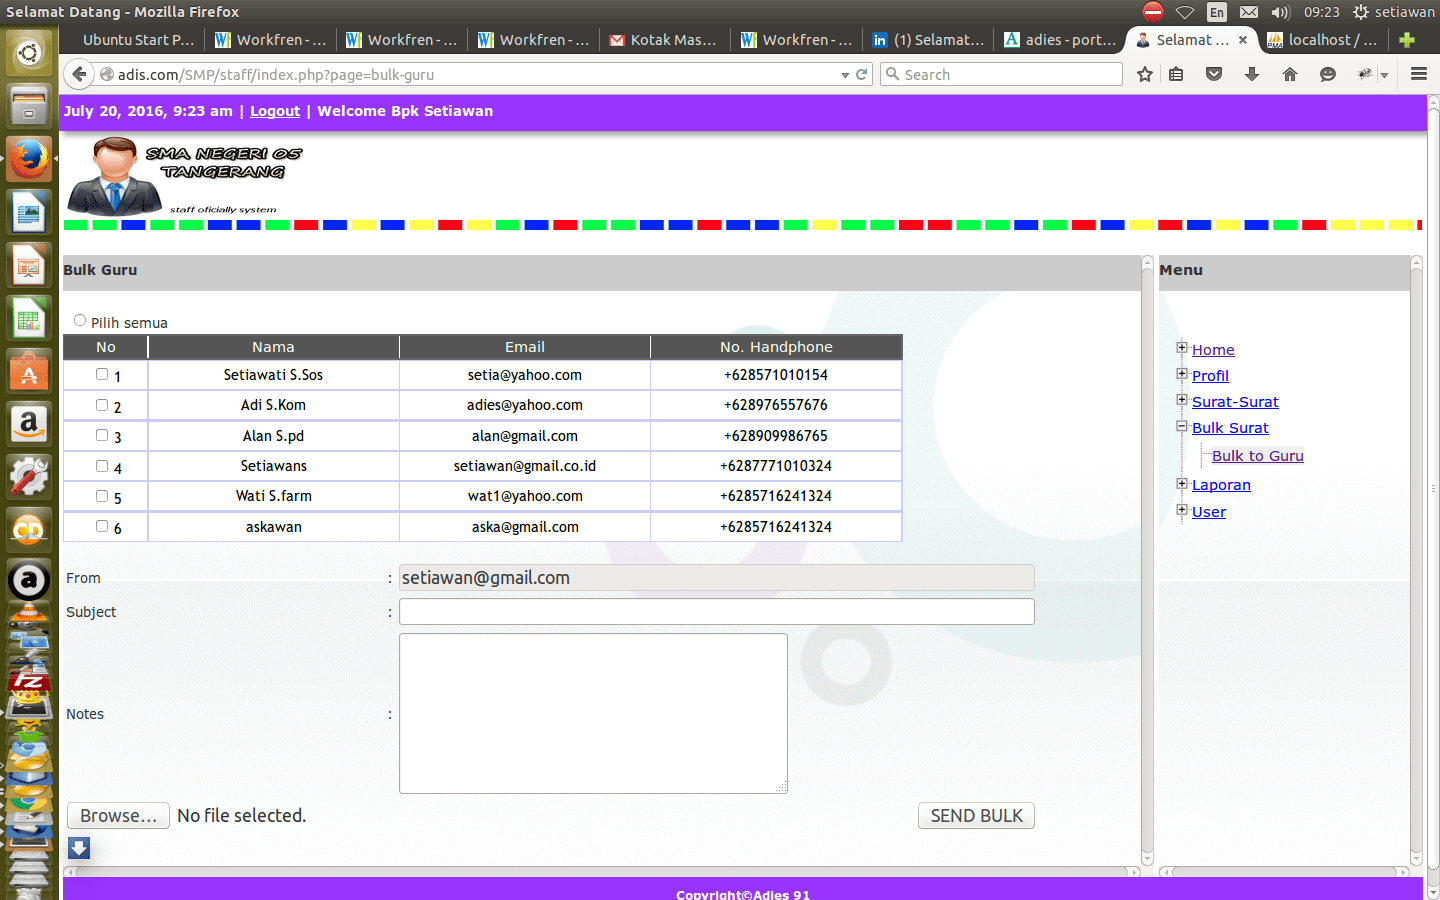 Selamat Datang - Mozilla Firefox
En
09:23
setiawan
Ubuntu Start P...
Workfren - ...
Workfren - ...
Workfren - ...
Kotak Mas...
Workfren - ...
(1) Selamat...
adies - port...
Selamat ...
localhost / ...
adis.com/SMP/staff/index.php?page=bulk-guru
Search
July 20, 2016, 9:23 am | Logout | Welcome Bpk Setiawan
SMA NEGERI 05
TANGERANG
staff oficially system
Bulk Guru
Pilih semua
No Nama Email No. Handphone
1 Setiawati S.Sos setia@yahoo.com +628571010154
2 Adi S.Kom adies@yahoo.com +628976557676
3 Alan S.pd alan@gmail.com +628909986765
4 Setiawans setiawan@gmail.co.id +6287771010324
5 Wati S.farm wat1@yahoo.com +6285716241324
6 askawan aska@gmail.com +6285716241324
From : setiawan@gmail.com
Subject :
Notes :
Browse... No file selected.
SEND BULK
Menu
Home
Profil
Surat-Surat
Bulk Surat
Bulk to Guru
Laporan
User
Copyright©Adies 91